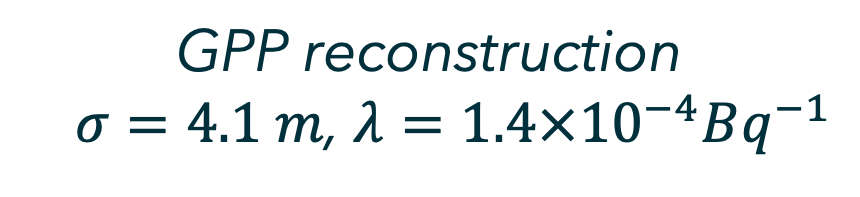 GPP reconstruction
σ = 4.1 m, λ = 1.4×10⁻⁴Bq⁻¹